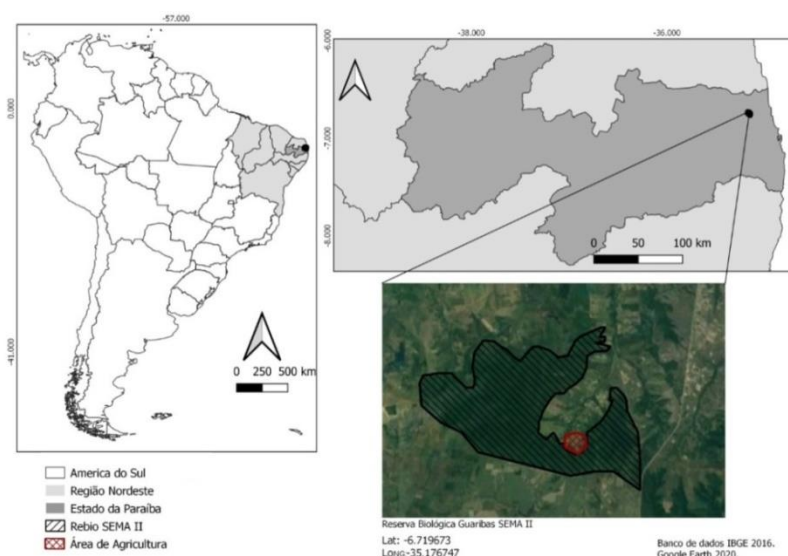 -57.000
0.000
-41.000
0 250 500 km
-38.000 -36.000
-6.000
-7.000
-8.000
0 50 100 km
America do Sul
Região Nordeste
Estado da Paraíba
Rebio SEMA II
Área de Agricultura
Reserva Biológica Guaribas SEMA II
Lat: -6.719673
Long-35.176747
Banco de dados IBGE 2016.
Google Earth 2020